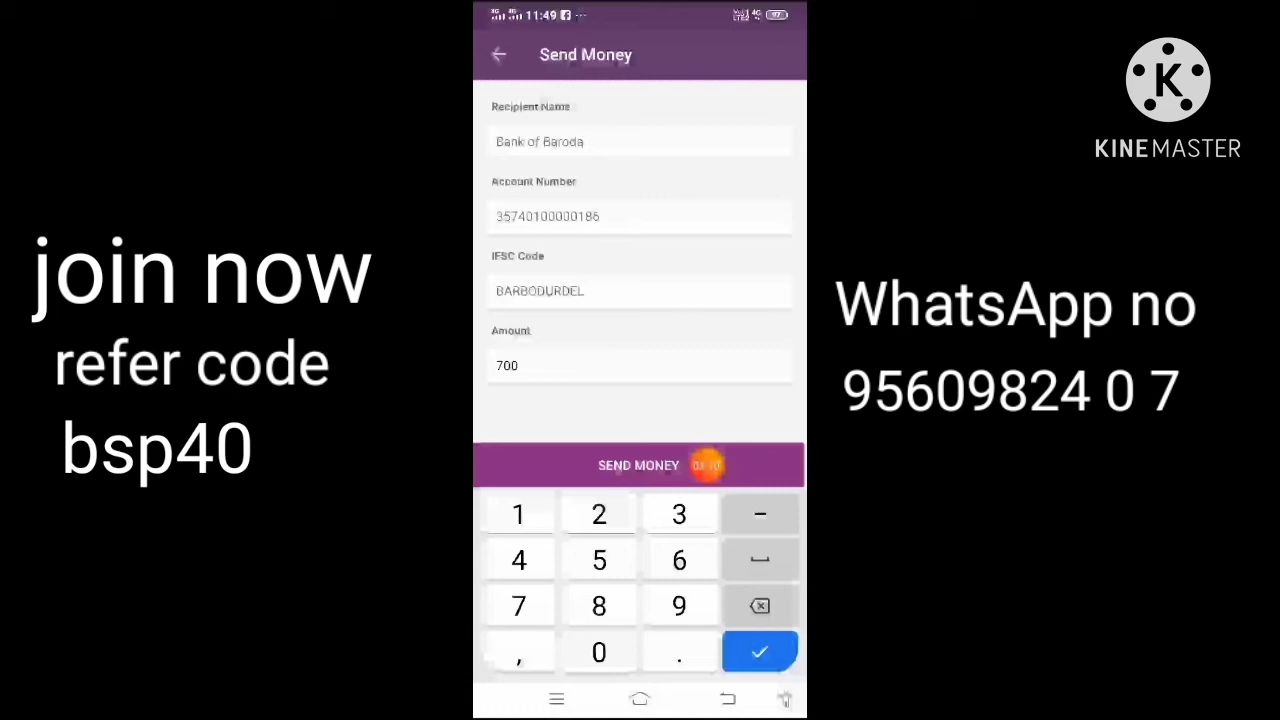 11:49
Send Money
Recipient Name
Bank of Baroda
Account Number
35740100000186
IFSC Code
BARB0DURDEL
Amount
700
SEND MONEY
1 2 3 -
4 5 6
7 8 9
, 0 .
join now
refer code
bsp40
K
KINEMASTER
WhatsApp no
95609824 0 7